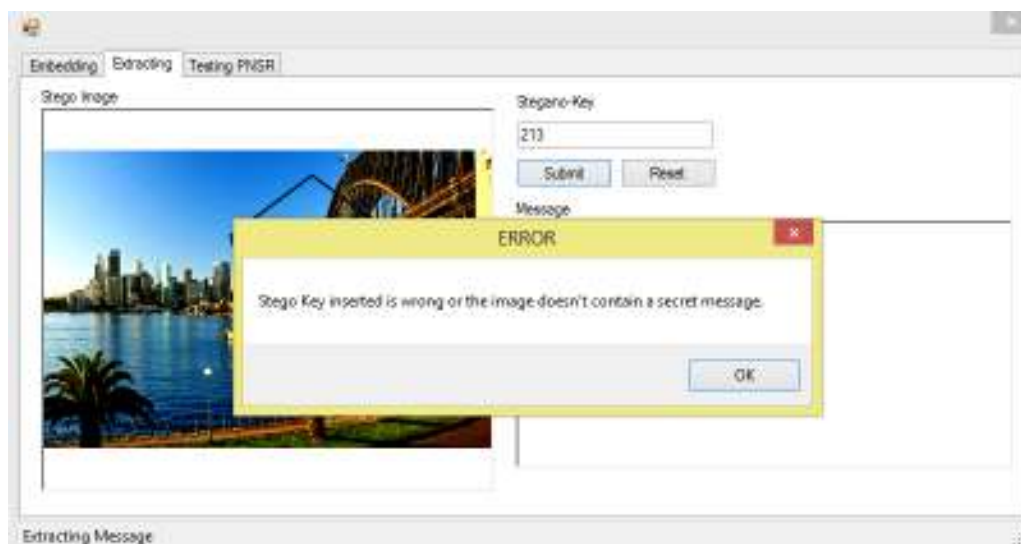 Embedding Extracting Testing PNSR
Stego Image
Stegano-Key
213
Submit Reset
Message
ERROR
Stego Key inserted is wrong or the image doesn't contain a secret message.
OK
Extracting Message